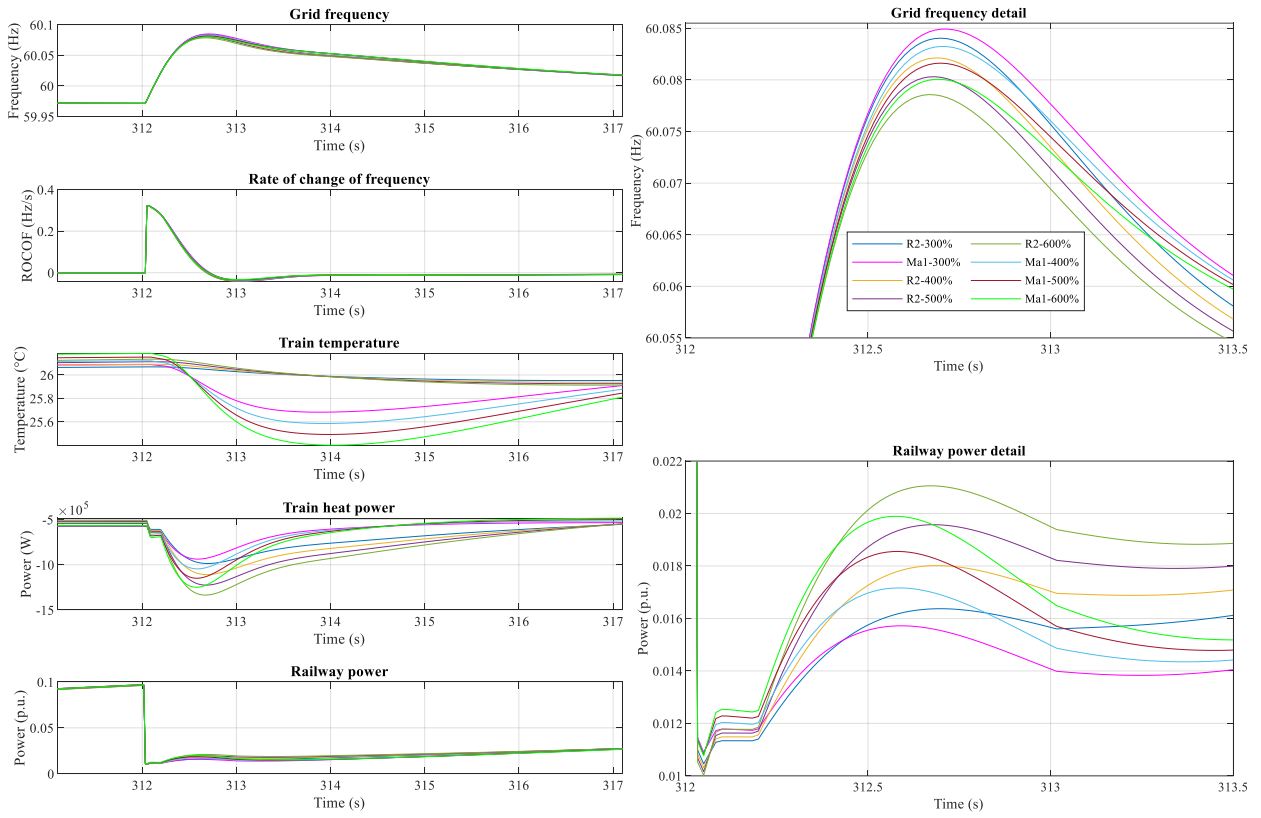 Grid frequency
60.1
60.05
60
59.95
Frequency (Hz)
312 313 314 315 316 317
Time (s)
Rate of change of frequency
0.4
0.2
0
ROCOF (Hz/s)
312 313 314 315 316 317
Time (s)
Train temperature
26
25.8
25.6
Temperature (°C)
312 313 314 315 316 317
Time (s)
Train heat power
×10⁵
-5
-10
-15
Power (W)
312 313 314 315 316 317
Time (s)
Railway power
0.1
0.05
0
Power (p.u.)
312 313 314 315 316 317
Time (s)
Grid frequency detail
60.085
60.08
60.075
60.07
60.065
60.06
60.055
Frequency (Hz)
R2-300% R2-600%
Ma1-300% Ma1-400%
R2-400% Ma1-500%
R2-500% Ma1-600%
312 312.5 313 313.5
Time (s)
Railway power detail
0.022
0.02
0.018
0.016
0.014
0.012
0.01
Power (p.u.)
312 312.5 313 313.5
Time (s)